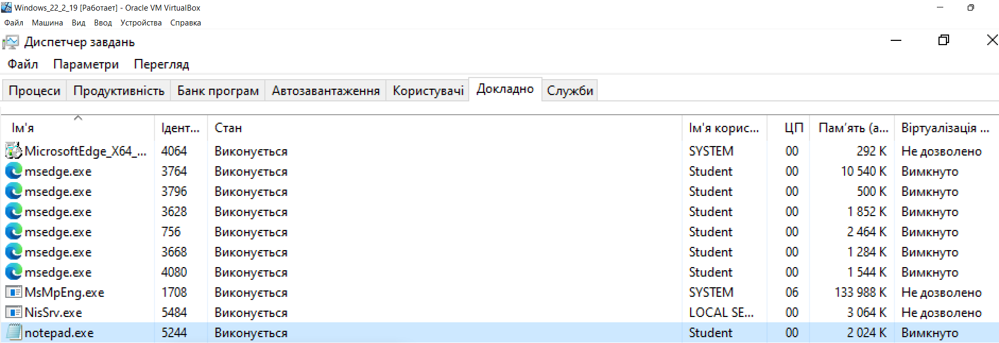 Windows_22_2_19 [Работает] - Oracle VM VirtualBox
Файл Машина Вид Ввод Устройства Справка
Диспетчер завдань
Файл Параметри Перегляд
Процеси Продуктивність Банк програм Автозавантаження Користувачі Докладно Служби
Ім'я Ідент... Стан Ім'я корис... ЦП Пам'ять (а... Віртуалізація ...
MicrosoftEdge_X64_... 4064 Виконується SYSTEM 00 292 K Не дозволено
msedge.exe 3764 Виконується Student 00 10 540 K Вимкнуто
msedge.exe 3796 Виконується Student 00 500 K Вимкнуто
msedge.exe 3628 Виконується Student 00 1 852 K Вимкнуто
msedge.exe 756 Виконується Student 00 2 464 K Вимкнуто
msedge.exe 3668 Виконується Student 00 1 284 K Вимкнуто
msedge.exe 4080 Виконується Student 00 1 544 K Вимкнуто
MsMpEng.exe 1708 Виконується SYSTEM 06 133 988 K Не дозволено
NisSrv.exe 5484 Виконується LOCAL SE... 00 3 064 K Не дозволено
notepad.exe 5244 Виконується Student 00 2 024 K Вимкнуто